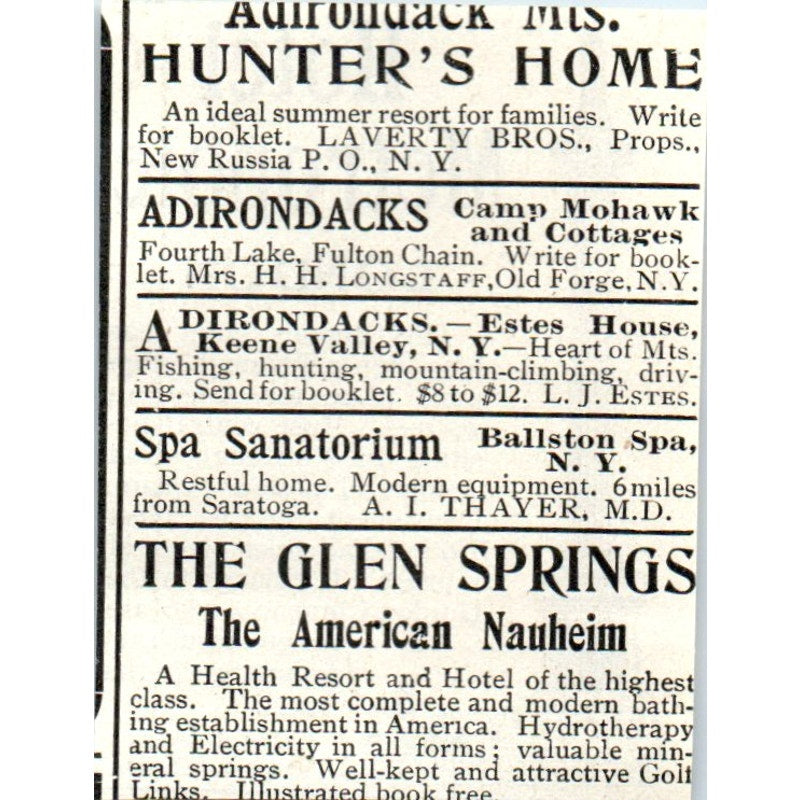 Adirondack Mts.
HUNTER'S HOME
An ideal summer resort for families. Write
for booklet. LAVERTY BROS., Props.,
New Russia P. O., N. Y.
ADIRONDACKS Camp Mohawk
and Cottages
Fourth Lake, Fulton Chain. Write for book-
let. Mrs. H. H. LONGSTAFF, Old Forge, N.Y.
ADIRONDACKS.—Estes House,
Keene Valley, N. Y.—Heart of Mts.
Fishing, hunting, mountain-climbing, driv-
ing. Send for booklet. $8 to $12. L. J. ESTES.
Spa Sanatorium Ballston Spa,
N. Y.
Restful home. Modern equipment. 6 miles
from Saratoga. A. I. THAYER, M.D.
THE GLEN SPRINGS
The American Nauheim
A Health Resort and Hotel of the highest
class. The most complete and modern bath-
ing establishment in America. Hydrotherapy
and Electricity in all forms; valuable min-
eral springs. Well-kept and attractive Golf
Links. Illustrated book free.